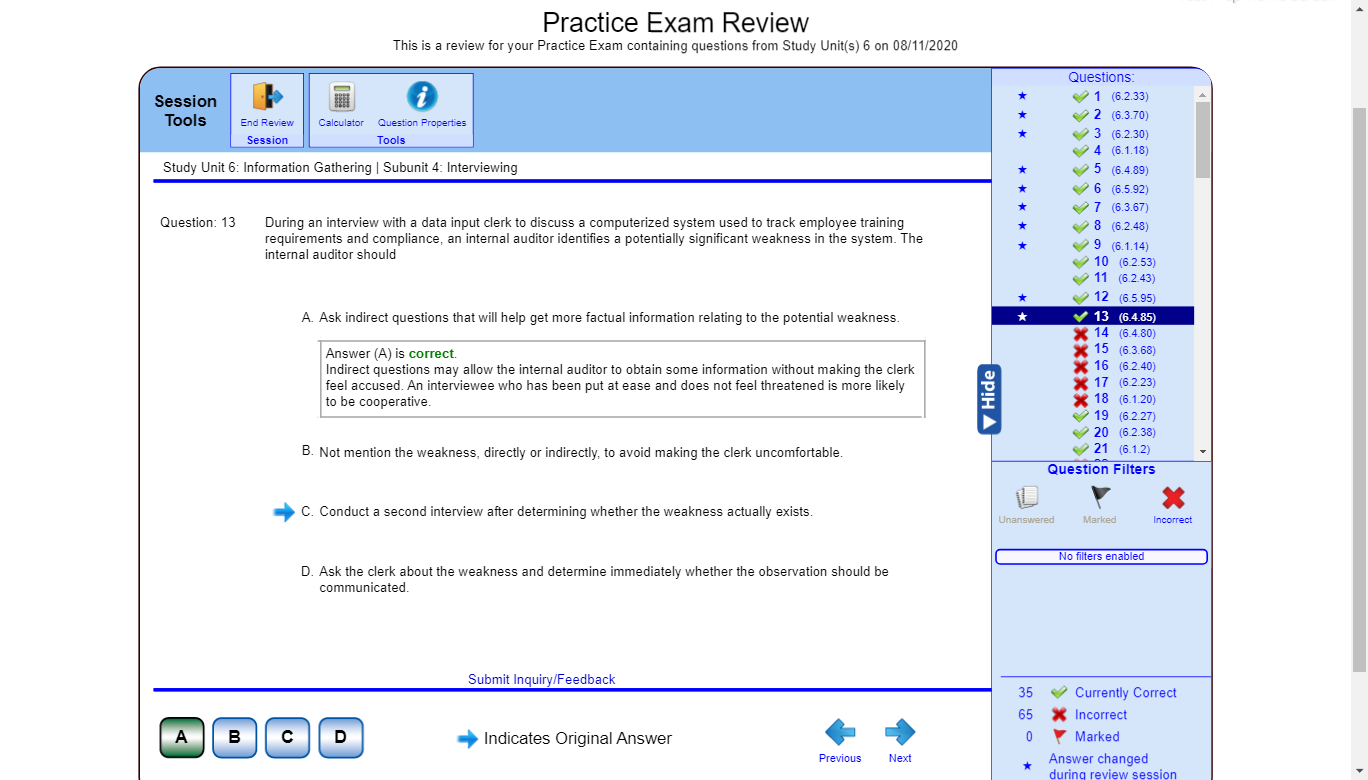 Practice Exam Review
This is a review for your Practice Exam containing questions from Study Unit(s) 6 on 08/11/2020
Session
Tools
End Review
Session
Calculator
Question Properties
Tools
Study Unit 6: Information Gathering | Subunit 4: Interviewing
Question: 13
During an interview with a data input clerk to discuss a computerized system used to track employee training
requirements and compliance, an internal auditor identifies a potentially significant weakness in the system. The
internal auditor should
A. Ask indirect questions that will help get more factual information relating to the potential weakness.
Answer (A) is correct.
Indirect questions may allow the internal auditor to obtain some information without making the clerk
feel accused. An interviewee who has been put at ease and does not feel threatened is more likely
to be cooperative.
B. Not mention the weakness, directly or indirectly, to avoid making the clerk uncomfortable.
C. Conduct a second interview after determining whether the weakness actually exists.
D. Ask the clerk about the weakness and determine immediately whether the observation should be
communicated.
Submit Inquiry/Feedback
A
B
C
D
Indicates Original Answer
Previous
Next
Hide
Questions:
1 (6.2.33)
2 (6.3.70)
3 (6.2.30)
4 (6.1.18)
5 (6.4.89)
6 (6.5.92)
7 (6.3.67)
8 (6.2.48)
9 (6.1.14)
10 (6.2.53)
11 (6.2.43)
12 (6.5.95)
13 (6.4.85)
14 (6.4.80)
15 (6.3.68)
16 (6.2.40)
17 (6.2.23)
18 (6.1.20)
19 (6.2.27)
20 (6.2.38)
21 (6.1.2)
Question Filters
Unanswered
Marked
Incorrect
No filters enabled
35 Currently Correct
65 Incorrect
0 Marked
Answer changed
during review session